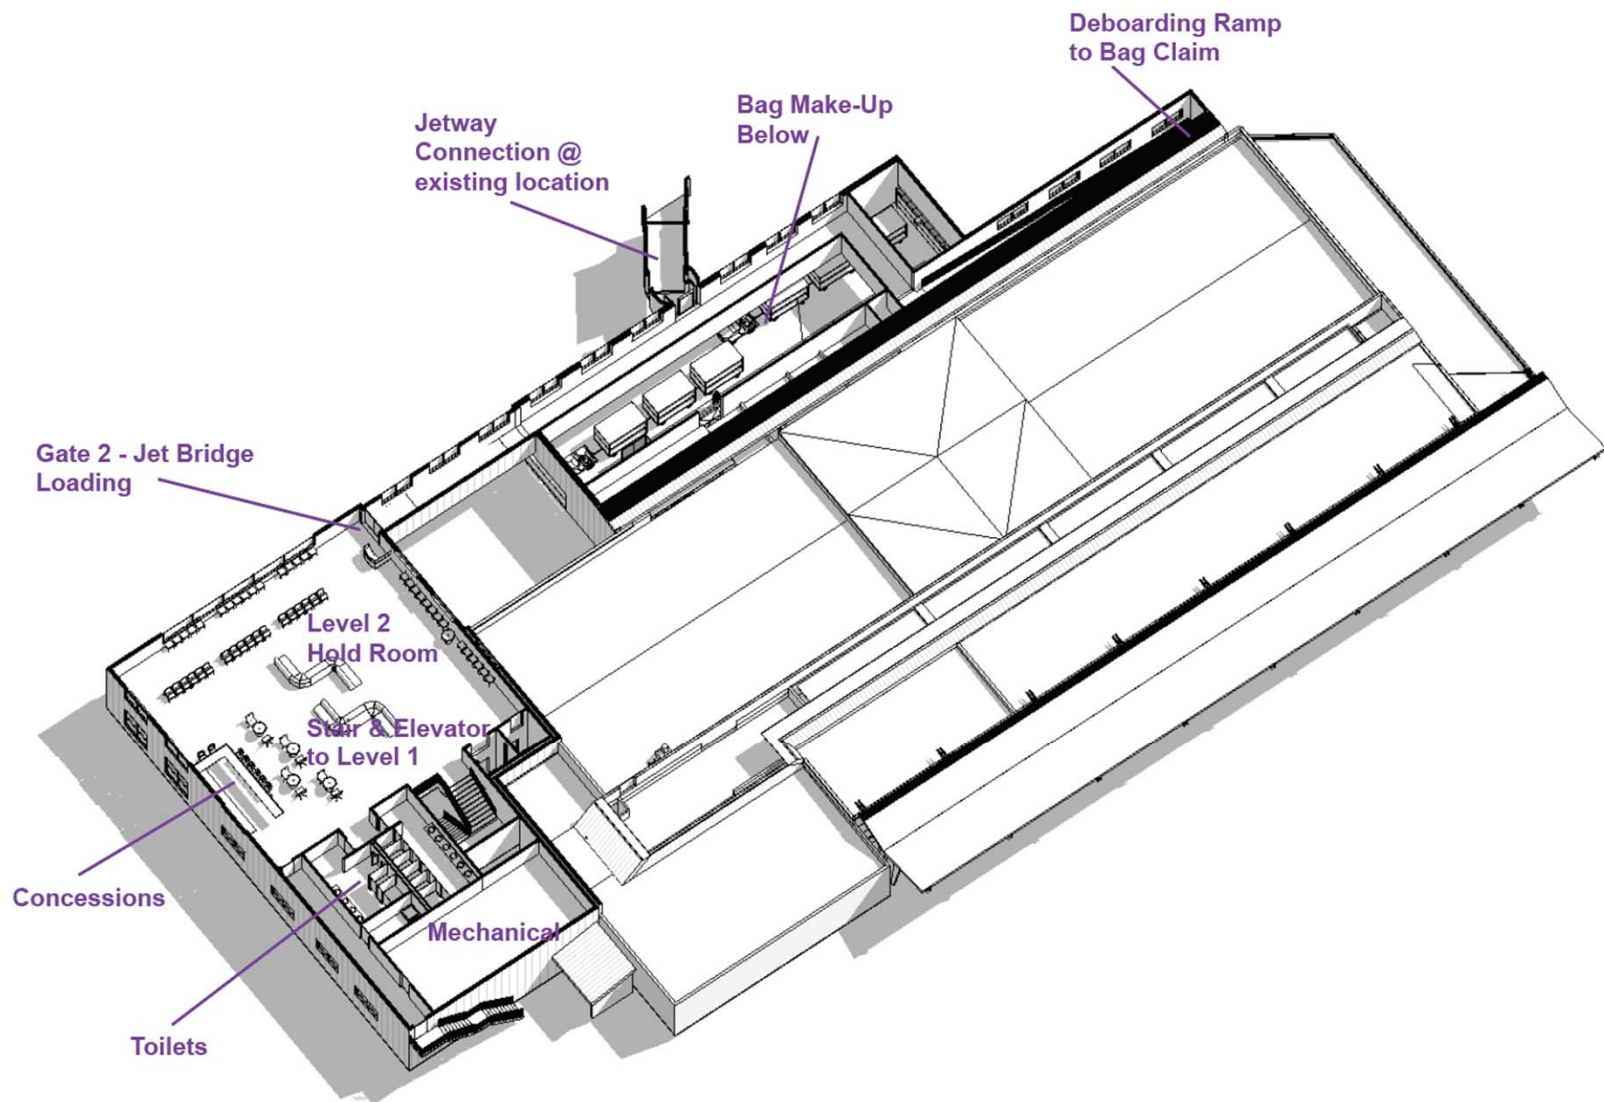 Deboarding Ramp
to Bag Claim
Bag Make-Up
Below
Jetway
Connection @
existing location
Gate 2 - Jet Bridge
Loading
Level 2
Hold Room
Stair & Elevator
to Level 1
Concessions
Mechanical
Toilets